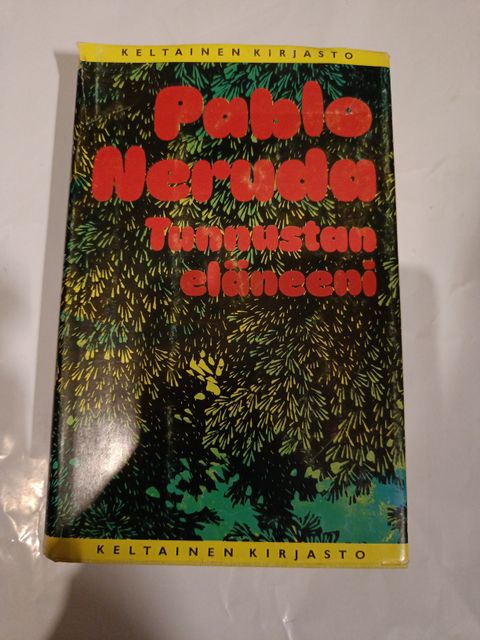 KELTAINEN KIRJASTO
Pablo
Neruda
Tunnustan
eläneeni
KELTAINEN KIRJASTO